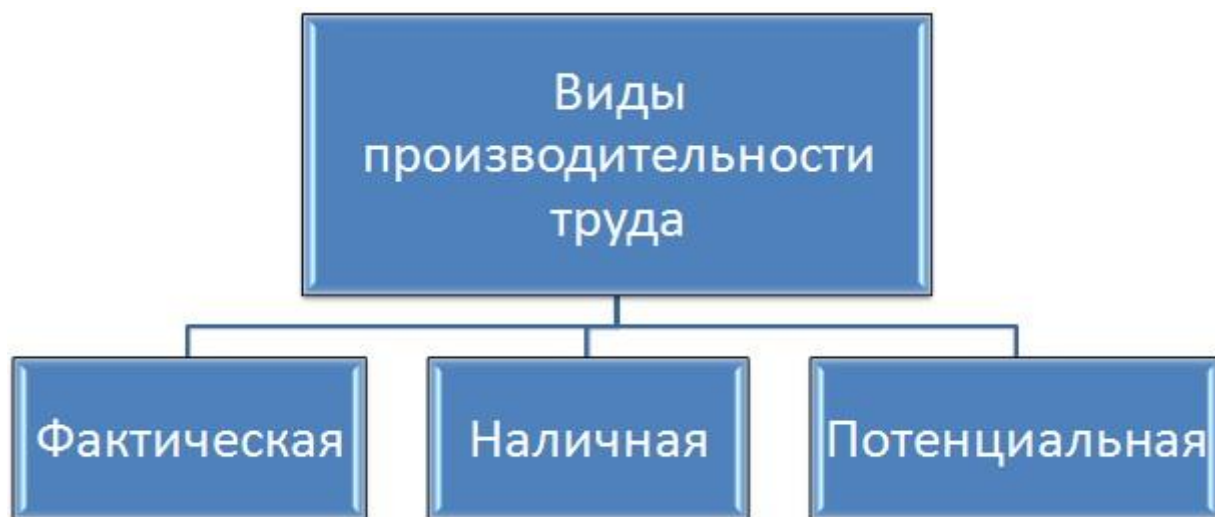 Виды
производительности
труда
Фактическая
Наличная
Потенциальная